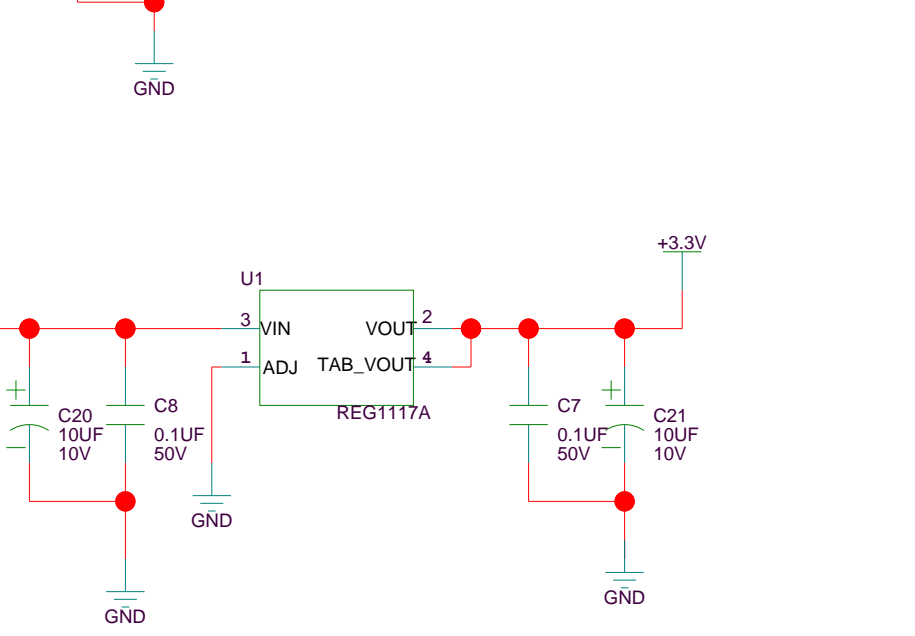 GND
+3.3V
U1
3 VIN VOUT 2
1 ADJ TAB_VOUT 4
REG1117A
+
C20
10UF
10V
-
C8
0.1UF
50V
C7
0.1UF
50V
+
C21
10UF
10V
-
GND
GND
GND